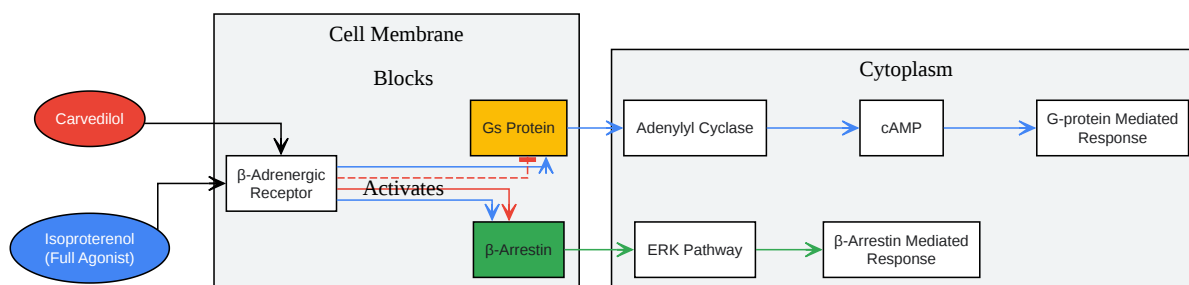 Cell Membrane
Blocks
Cytoplasm
Carvedilol
Gs Protein
Adenylyl Cyclase
cAMP
G-protein Mediated
Response
β-Adrenergic
Receptor
Activates
Isoproterenol
(Full Agonist)
β-Arrestin
ERK Pathway
β-Arrestin Mediated
Response